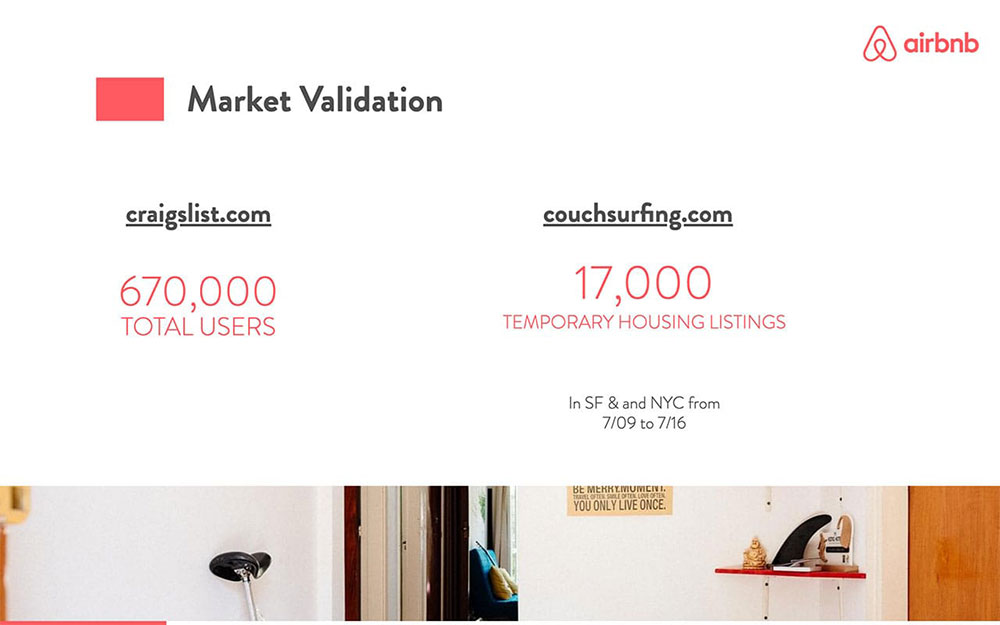 airbnb
Market Validation
craigslist.com
670,000
TOTAL USERS
couchsurfing.com
17,000
TEMPORARY HOUSING LISTINGS
In SF & and NYC from
7/09 to 7/16
BE MERRY.MOMENT.
TRAVEL OFTEN. SMILE OFTEN. LOVE OFTEN.
YOU ONLY LIVE ONCE.